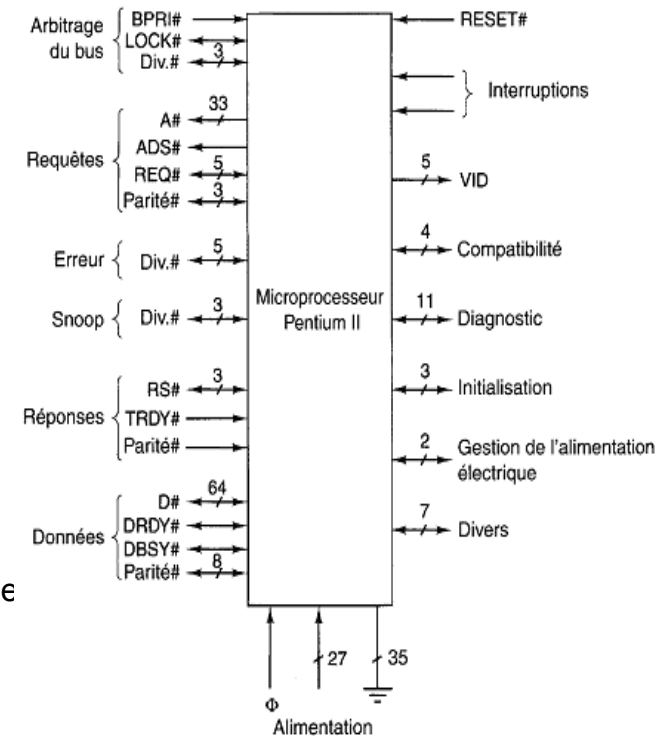 Arbitrage
du bus
BPRI#
LOCK#
3
Div.#
Requêtes
33
A#
ADS#
5
REQ#
3
Parité#
Erreur
5
Div.#
Snoop
3
Div.#
Réponses
3
RS#
TRDY#
Parité#
Données
64
D#
DRDY#
DBSY#
8
Parité#
e
Microprocesseur
Pentium II
RESET#
Interruptions
5
VID
4
Compatibilité
11
Diagnostic
3
Initialisation
2
Gestion de l'alimentation
électrique
7
Divers
27
35
Φ
Alimentation